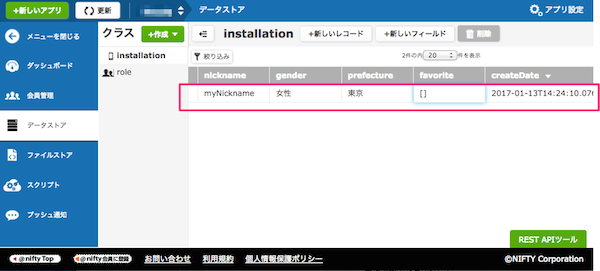 +新しいアプリ
更新
データストア
アプリ設定
メニューを閉じる
ダッシュボード
会員管理
データストア
ファイルストア
スクリプト
プッシュ通知
クラス
+作成
installation
role
installation
+新しいレコード
+新しいフィールド
削除
絞り込み
2件の内 20 件を表示
nickname gender prefecture favorite createDate
myNickname 女性 東京 [] 2017-01-13T14:24:10.076
REST APIツール
@nifty Top
@nifty会員に登録
お問い合わせ
利用規約
個人情報保護ポリシー
©NIFTY Corporation